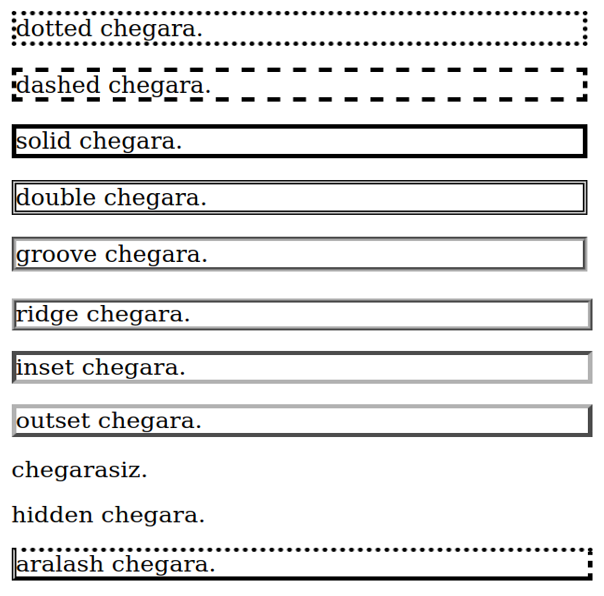 dotted chegara.
dashed chegara.
solid chegara.
double chegara.
groove chegara.
ridge chegara.
inset chegara.
outset chegara.
chegarasiz.
hidden chegara.
aralash chegara.